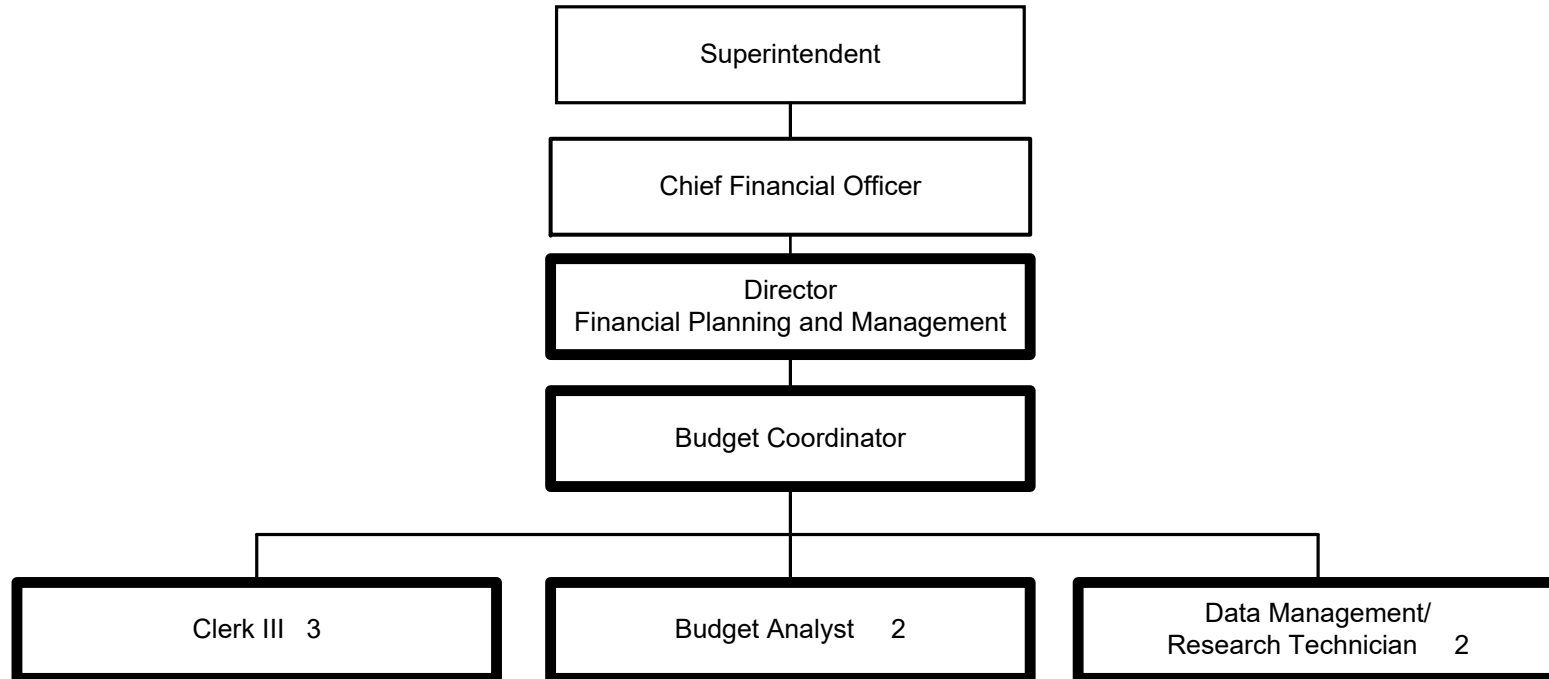 Superintendent
Chief Financial Officer
Director
Financial Planning and Management
Budget Coordinator
Clerk III 3
Budget Analyst 2
Data Management/
Research Technician 2